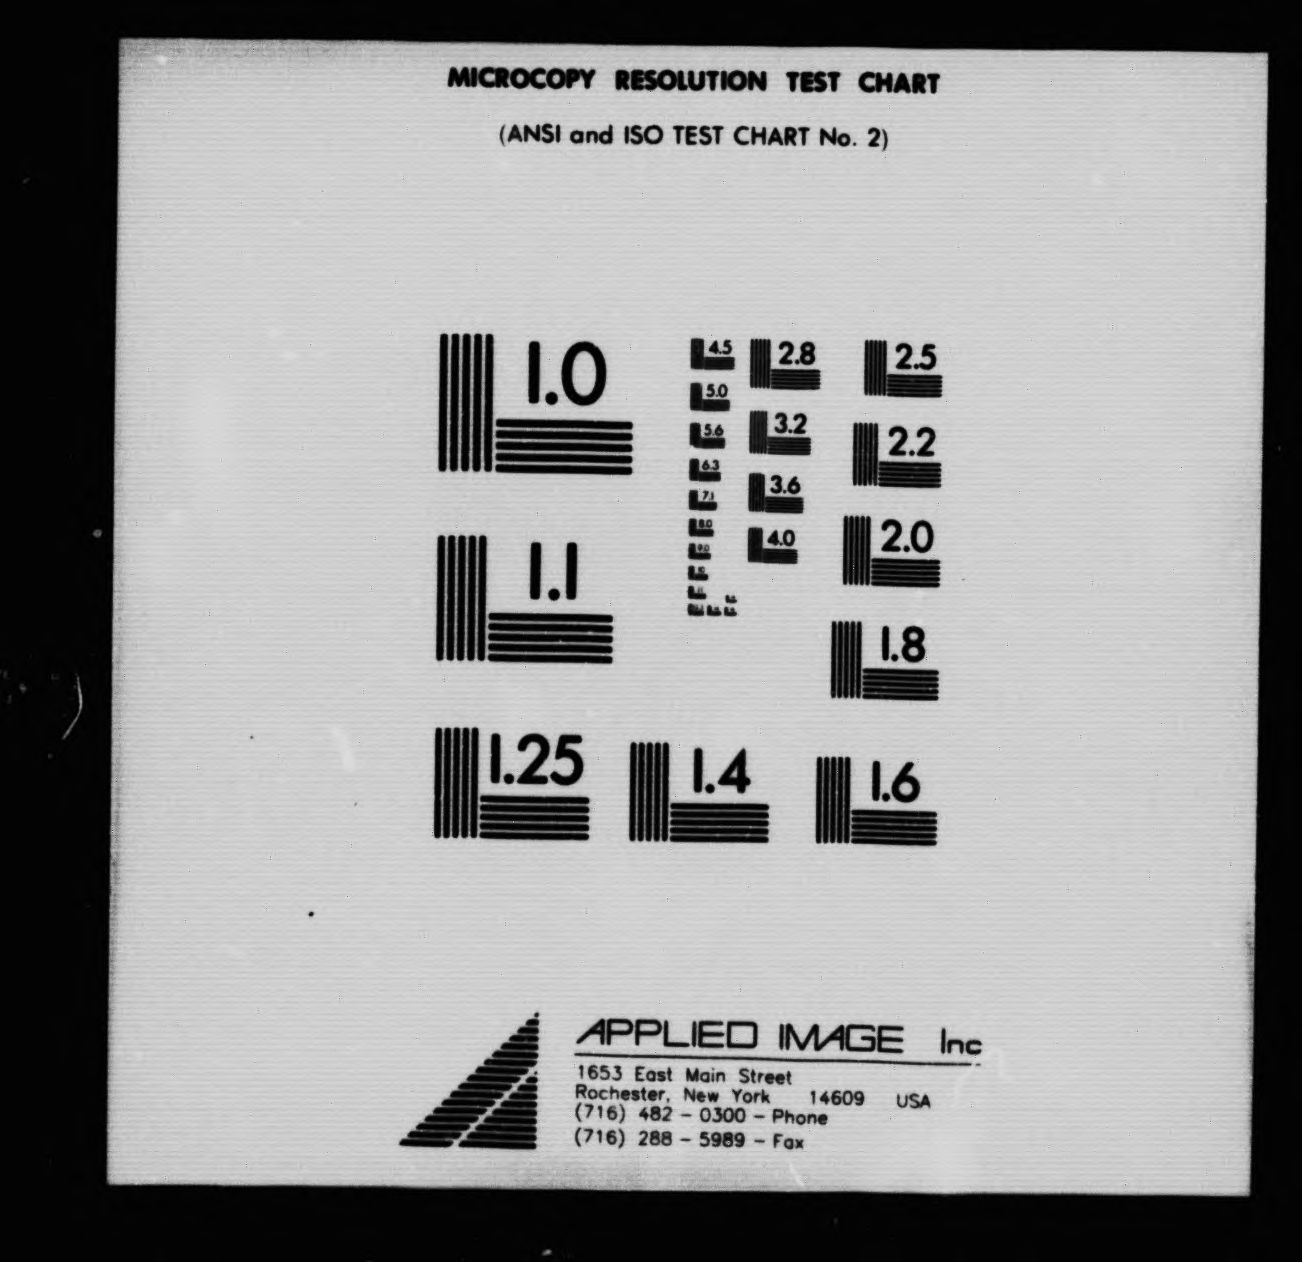 MICROCOPY RESOLUTION TEST CHART
(ANSI and ISO TEST CHART No. 2)
1.0
1.1
1.25
1.4
1.6
1.8
2.0
2.2
2.5
2.8
3.2
3.6
4.0
4.5
5.0
5.6
6.3
7.1
8.0
9.0
APPLIED IMAGE Inc
1653 East Main Street
Rochester, New York 14609 USA
(716) 482 - 0300 - Phone
(716) 288 - 5989 - Fax